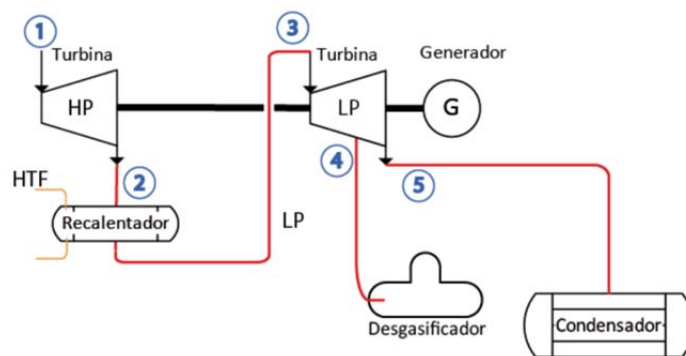 1
Turbina
3
Turbina
Generador
HP
LP
G
4
5
HTF
2
Recalentador
LP
Desgasificador
Condensador